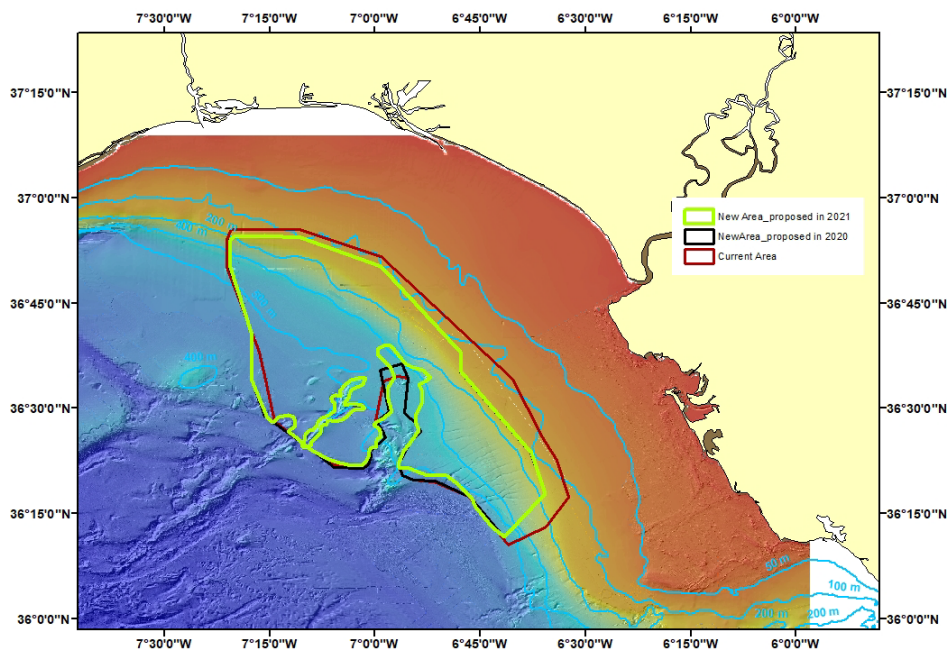 7°30'0"W 7°15'0"W 7°0'0"W 6°45'0"W 6°30'0"W 6°15'0"W 6°0'0"W
37°15'0"N 37°15'0"N
37°0'0"N 37°0'0"N
200 m
300 m
New Area_proposed in 2021
NewArea_proposed in 2020
Current Area
36°45'0"N 36°45'0"N
400 m
36°30'0"N 36°30'0"N
36°15'0"N 36°15'0"N
50 m
100 m
200 m 200 m
36°0'0"N 36°0'0"N
7°30'0"W 7°15'0"W 7°0'0"W 6°45'0"W 6°30'0"W 6°15'0"W 6°0'0"W